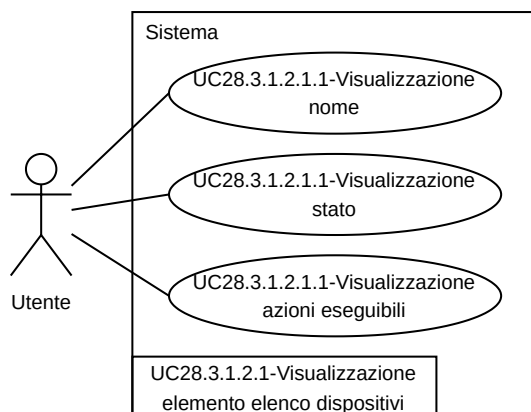 Sistema
UC28.3.1.2.1.1-Visualizzazione
nome
UC28.3.1.2.1.1-Visualizzazione
stato
UC28.3.1.2.1.1-Visualizzazione
azioni eseguibili
Utente
UC28.3.1.2.1-Visualizzazione
elemento elenco dispositivi